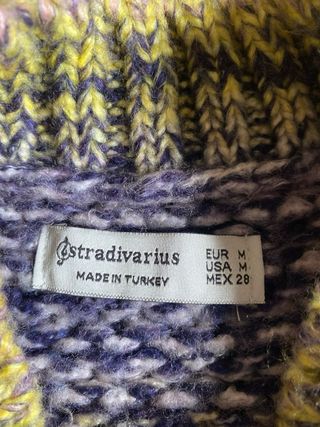 stradivarius
MADE IN TURKEY
EUR M
USA M
MEX 28